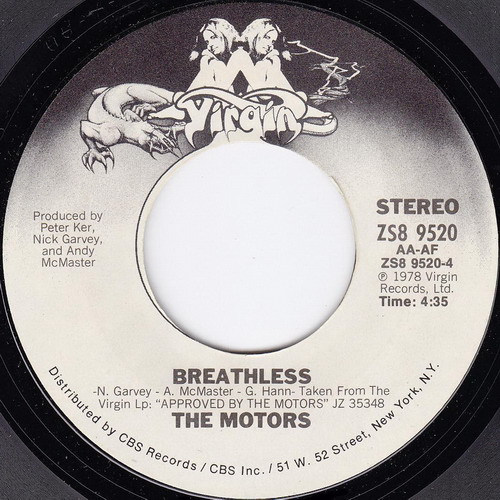 Virgin
Produced by
Peter Ker,
Nick Garvey,
and Andy
McMaster
STEREO
ZS8 9520
AA-AF
ZS8 9520-4
℗ 1978 Virgin
Records, Ltd.
Time: 4:35
BREATHLESS
-N. Garvey - A. McMaster - G. Hann- Taken From The
Virgin Lp: "APPROVED BY THE MOTORS" JZ 35348
THE MOTORS
Distributed by CBS Records / CBS Inc. / 51 W. 52 Street, New York, N.Y.